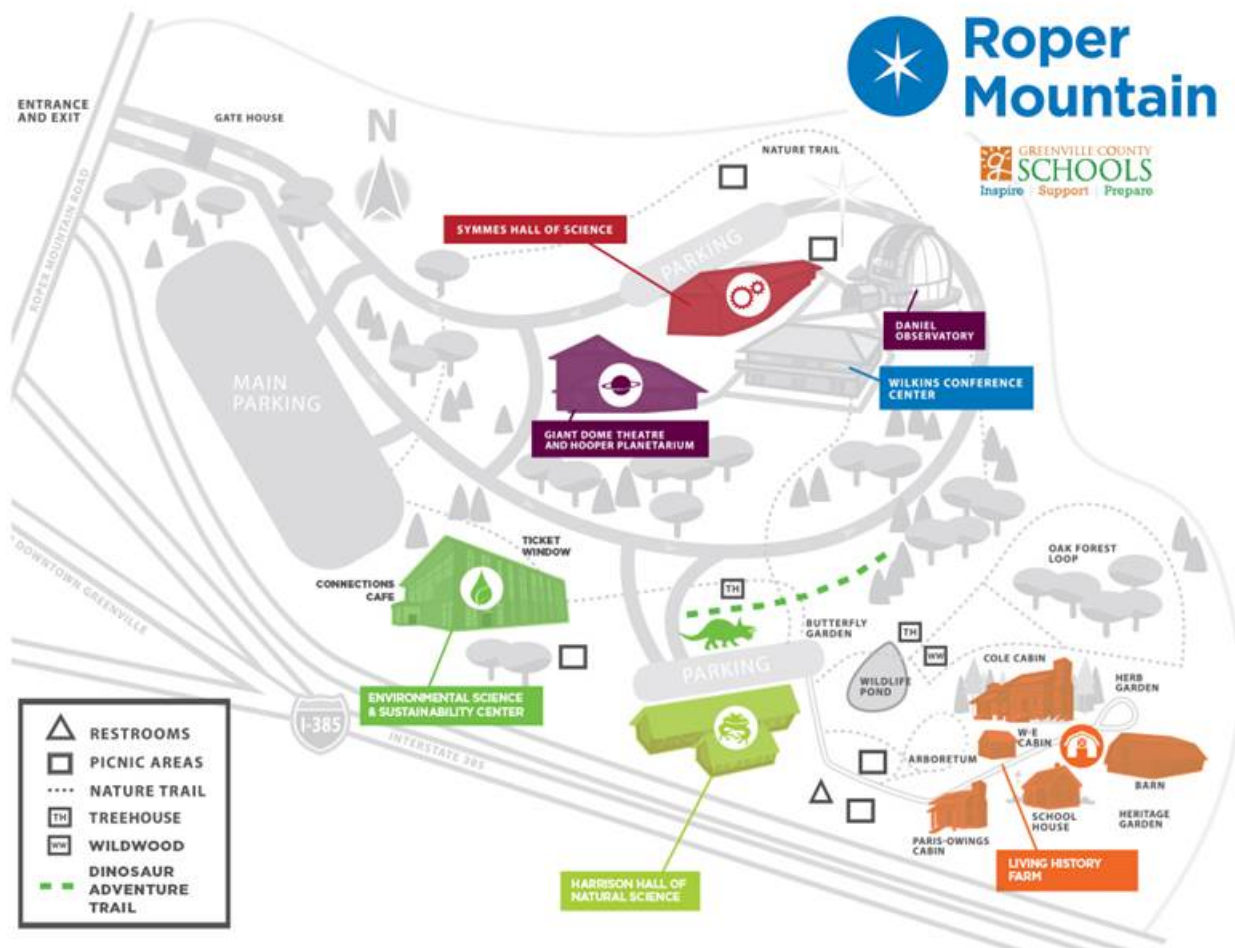 Roper
Mountain
GREENVILLE COUNTY
SCHOOLS
Inspire | Support | Prepare
ENTRANCE
AND EXIT
GATE HOUSE
N
NATURE TRAIL
ROPER MOUNTAIN ROAD
SYMMES HALL OF SCIENCE
PARKING
DANIEL
OBSERVATORY
MAIN
PARKING
WILKINS CONFERENCE
CENTER
GIANT DOME THEATRE
AND HOOPER PLANETARIUM
TICKET
WINDOW
CONNECTIONS
CAFE
DOWNTOWN GREENVILLE
OAK FOREST
LOOP
TH
BUTTERFLY
GARDEN
TH
WW
PARKING
WILDLIFE
POND
COLE CABIN
HERB
GARDEN
ENVIRONMENTAL SCIENCE
& SUSTAINABILITY CENTER
I-385
INTERSTATE 385
W-E
CABIN
ARBORETUM
BARN
SCHOOL
HOUSE
HERITAGE
GARDEN
PARIS-OWINGS
CABIN
LIVING HISTORY
FARM
HARRISON HALL OF
NATURAL SCIENCE
RESTROOMS
PICNIC AREAS
NATURE TRAIL
TH TREEHOUSE
WW WILDWOOD
DINOSAUR
ADVENTURE
TRAIL